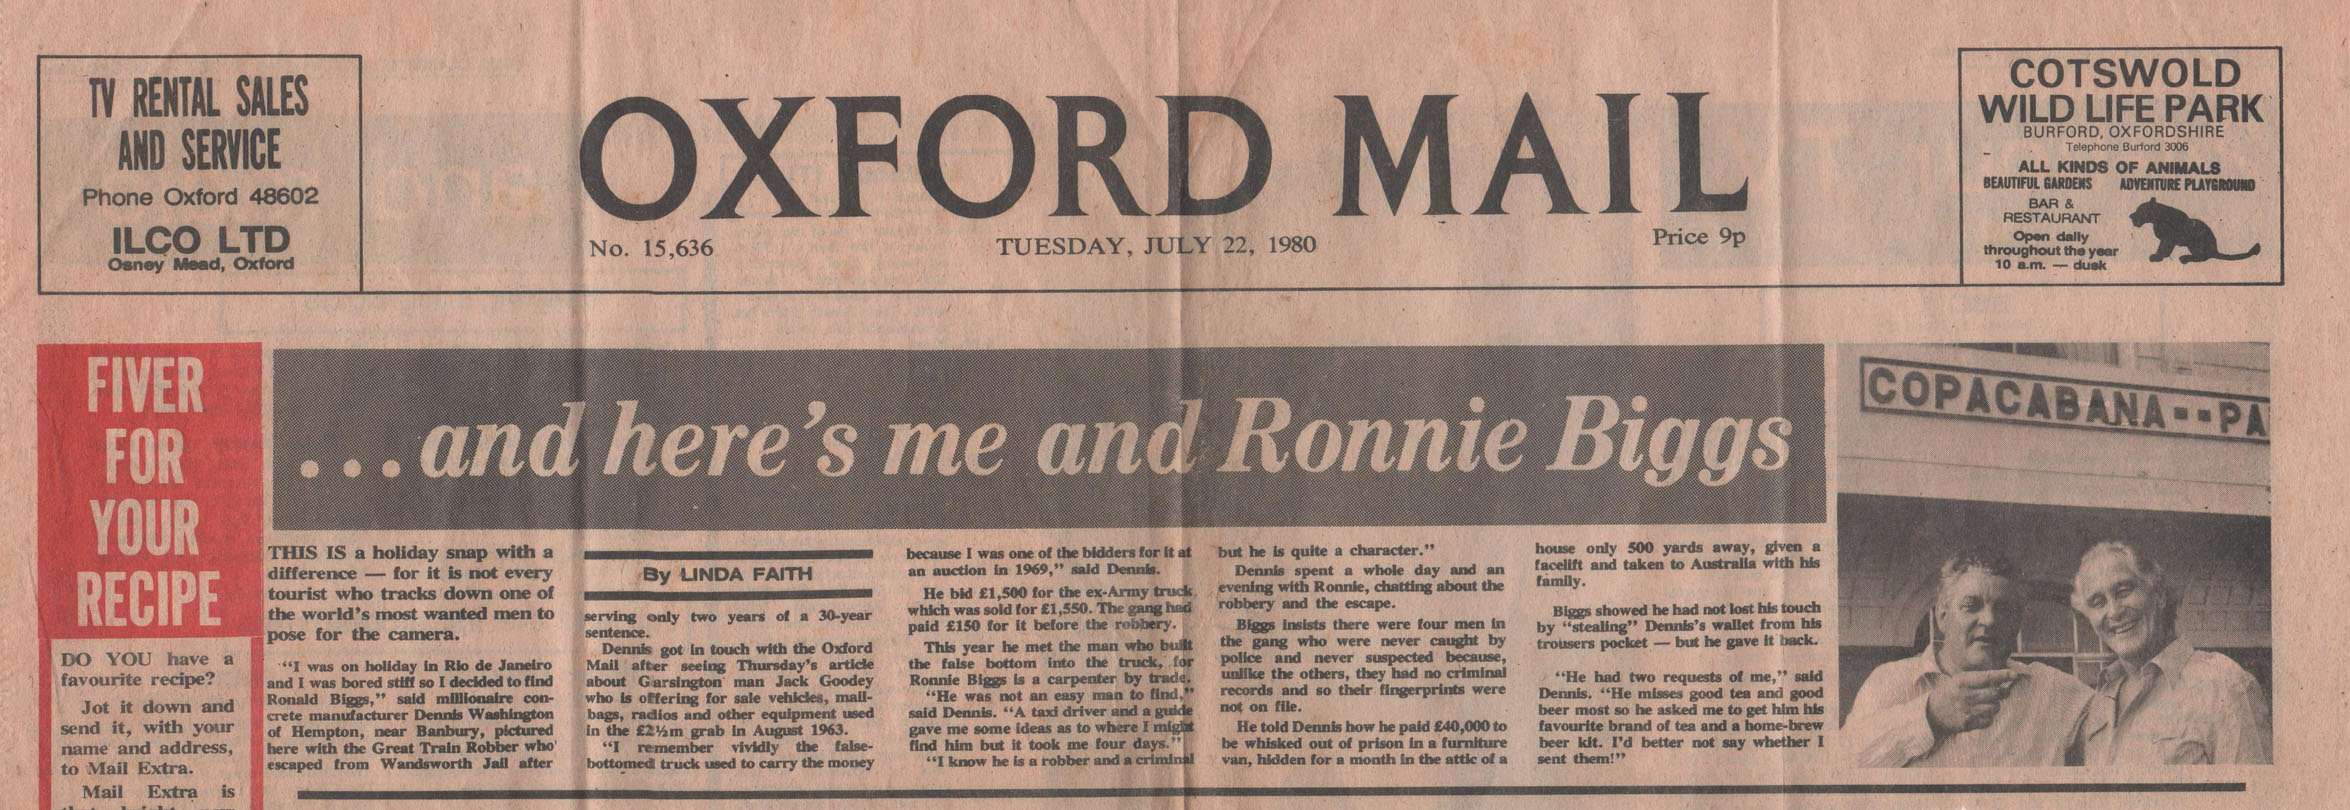 TV RENTAL SALES
AND SERVICE
Phone Oxford 48602
ILCO LTD
Osney Mead, Oxford
OXFORD MAIL
No. 15,636
TUESDAY, JULY 22, 1980
Price 9p
COTSWOLD
WILD LIFE PARK
BURFORD, OXFORDSHIRE
Telephone Burford 3006
ALL KINDS OF ANIMALS
BEAUTIFUL GARDENS ADVENTURE PLAYGROUND
BAR &
RESTAURANT
Open daily
throughout the year
10 a.m. — dusk
FIVER
FOR
YOUR
RECIPE
DO YOU have a
favourite recipe?
Jot it down and
send it, with your
name and address,
to Mail Extra.
Mail Extra is
...and here's me and Ronnie Biggs
THIS IS a holiday snap with a
difference — for it is not every
tourist who tracks down one of
the world's most wanted men to
pose for the camera.
"I was on holiday in Rio de Janeiro
and I was bored stiff so I decided to find
Ronald Biggs," said millionaire con-
crete manufacturer Dennis Washington
of Hempton, near Banbury, pictured
here with the Great Train Robber who
escaped from Wandsworth Jail after
By LINDA FAITH
serving only two years of a 30-year
sentence.
Dennis got in touch with the Oxford
Mail after seeing Thursday's article
about Garsington man Jack Goodey
who is offering for sale vehicles, mail-
bags, radios and other equipment used
in the £2½m grab in August 1963.
"I remember vividly the false-
bottomed truck used to carry the money
because I was one of the bidders for it at
an auction in 1969," said Dennis.
He bid £1,500 for the ex-Army truck
which was sold for £1,550. The gang had
paid £150 for it before the robbery.
This year he met the man who built
the false bottom into the truck, for
Ronnie Biggs is a carpenter by trade.
"He was not an easy man to find,"
said Dennis. "A taxi driver and a guide
gave me some ideas as to where I might
find him but it took me four days."
"I know he is a robber and a criminal
but he is quite a character."
Dennis spent a whole day and an
evening with Ronnie, chatting about the
robbery and the escape.
Biggs insists there were four men in
the gang who were never caught by
police and never suspected because,
unlike the others, they had no criminal
records and so their fingerprints were
not on file.
He told Dennis how he paid £40,000 to
be whisked out of prison in a furniture
van, hidden for a month in the attic of a
house only 500 yards away, given a
facelift and taken to Australia with his
family.
Biggs showed he had not lost his touch
by "stealing" Dennis's wallet from his
trousers pocket — but he gave it back.
"He had two requests of me," said
Dennis. "He misses good tea and good
beer most so he asked me to get him his
favourite brand of tea and a home-brew
beer kit. I'd better not say whether I
sent them!"
COPACABANA--PA